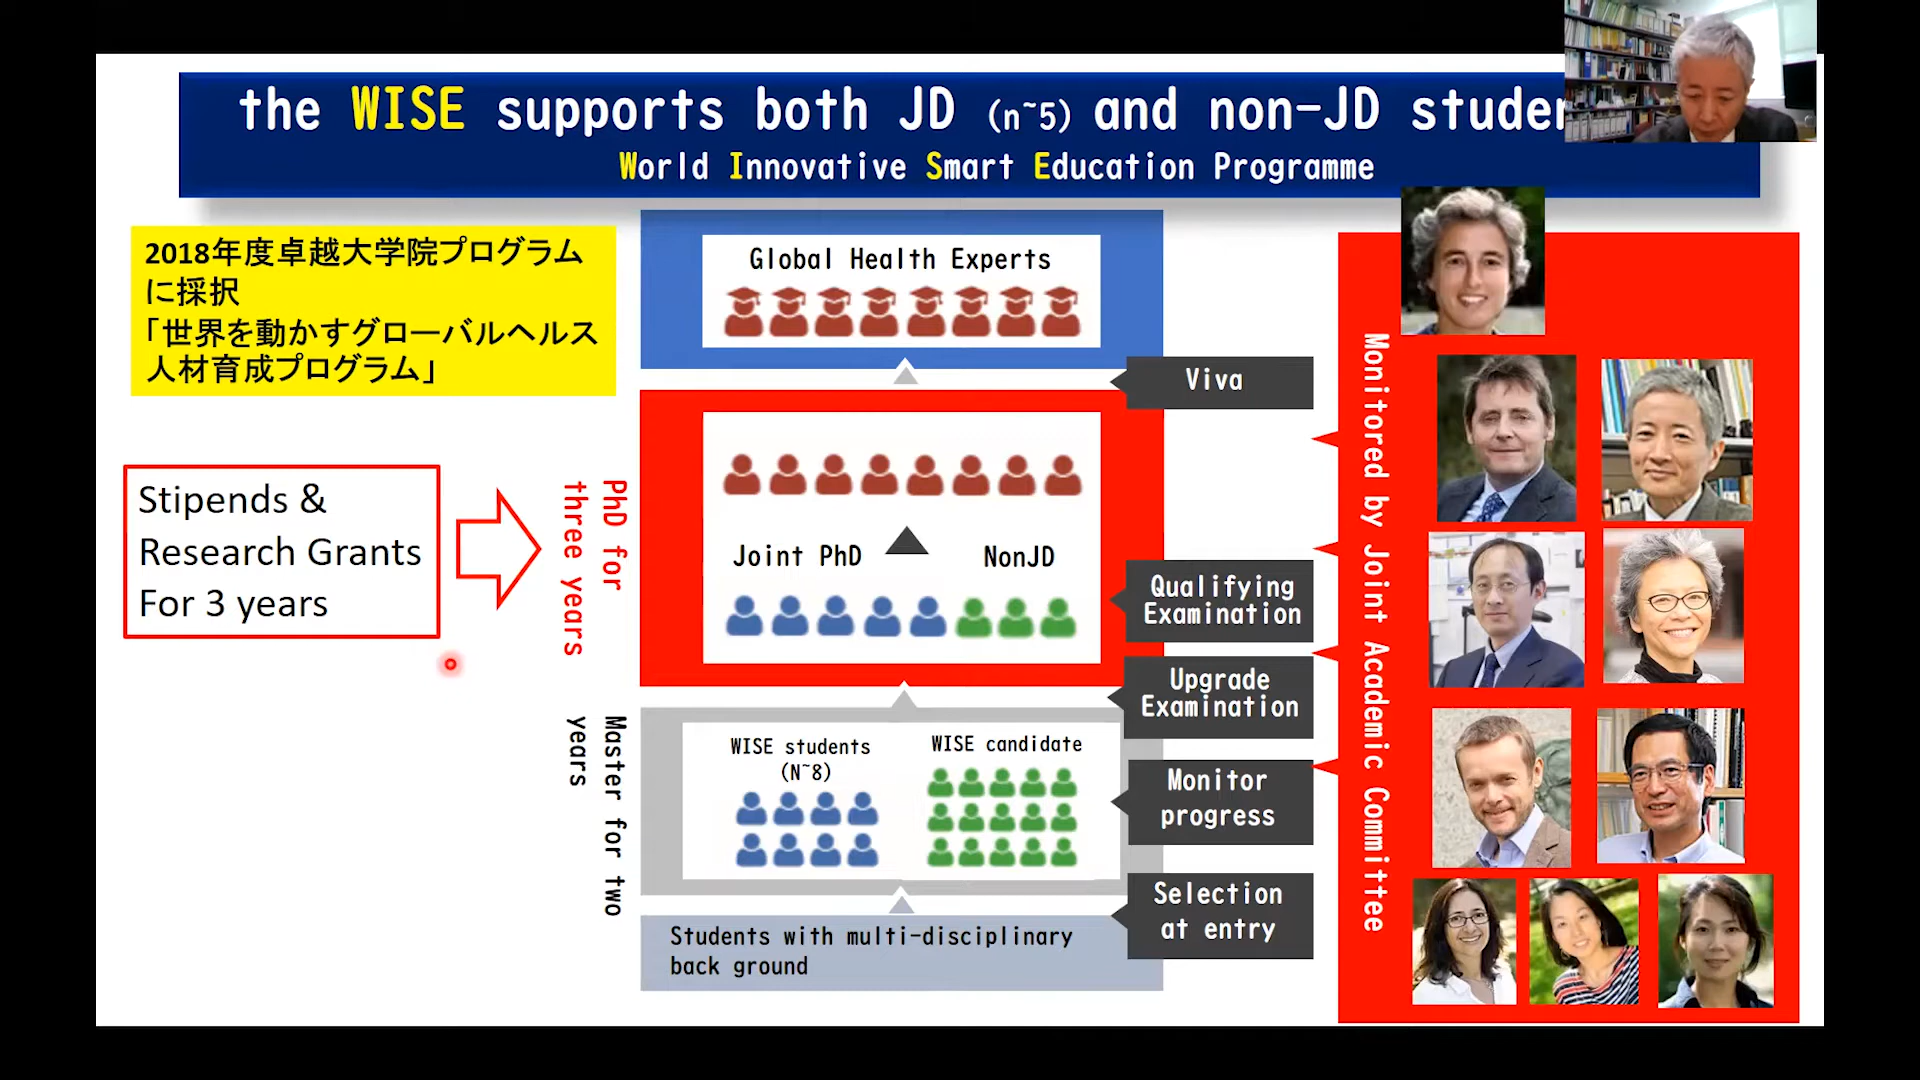 the WISE supports both JD (n~5) and non-JD
World Innovative Smart Education Programme
2018年度卓越大学院プログラム
に採択
「世界を動かすグローバルヘルス
人材育成プログラム」
Stipends &
Research Grants
For 3 years
PhD for
three years
Master for two
years
Global Health Experts
Joint PhD
NonJD
WISE students
(N~8)
WISE candidate
Students with multi-disciplinary
back ground
Viva
Qualifying
Examination
Upgrade
Examination
Monitor
progress
Selection
at entry
Monitored by Joint Academic Committee